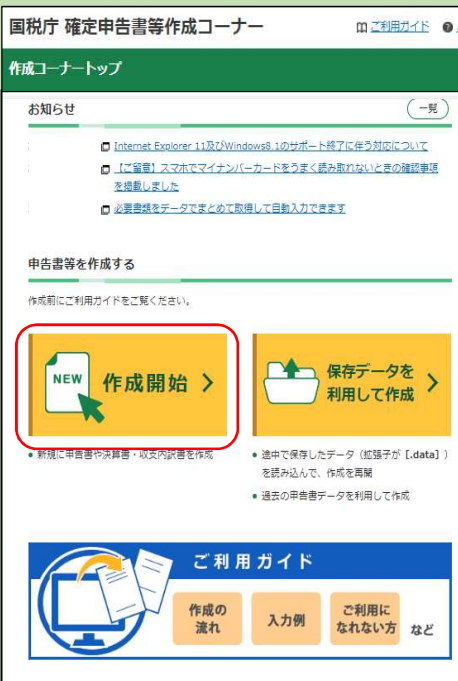 国税庁 確定申告書等作成コーナー
ご利用ガイド
作成コーナートップ
お知らせ
一覧
Internet Explorer 11及びWindows8.1のサポート終了に伴う対応について
【ご留意】スマホでマイナンバーカードをうまく読み取れないときの確認事項
を掲載しました
必要書類をデータでまとめて取得して自動入力できます
申告書等を作成する
作成前にご利用ガイドをご覧ください。
NEW 作成開始
保存データを
利用して作成
新規に申告書や決算書・収支内訳書を作成
途中で保存したデータ（拡張子が【.data】）
を読み込んで、作成を再開
過去の申告書データを利用して作成
ご利用ガイド
作成の
流れ
入力例
ご利用に
なれない方
など